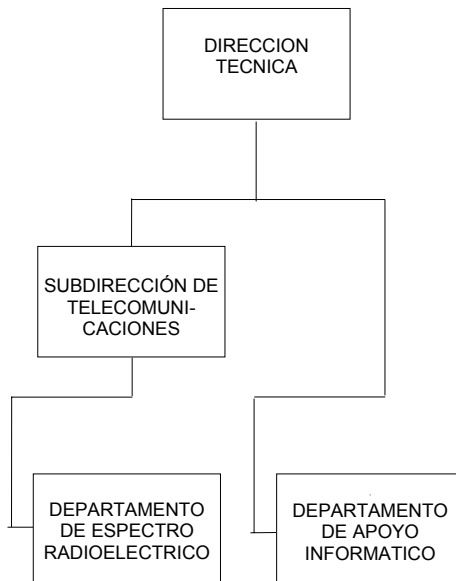 DIRECCION
TECNICA
SUBDIRECCIÓN DE
TELECOMUNI-
CACIONES
DEPARTAMENTO
DE ESPECTRO
RADIOELECTRICO
DEPARTAMENTO
DE APOYO
INFORMATICO